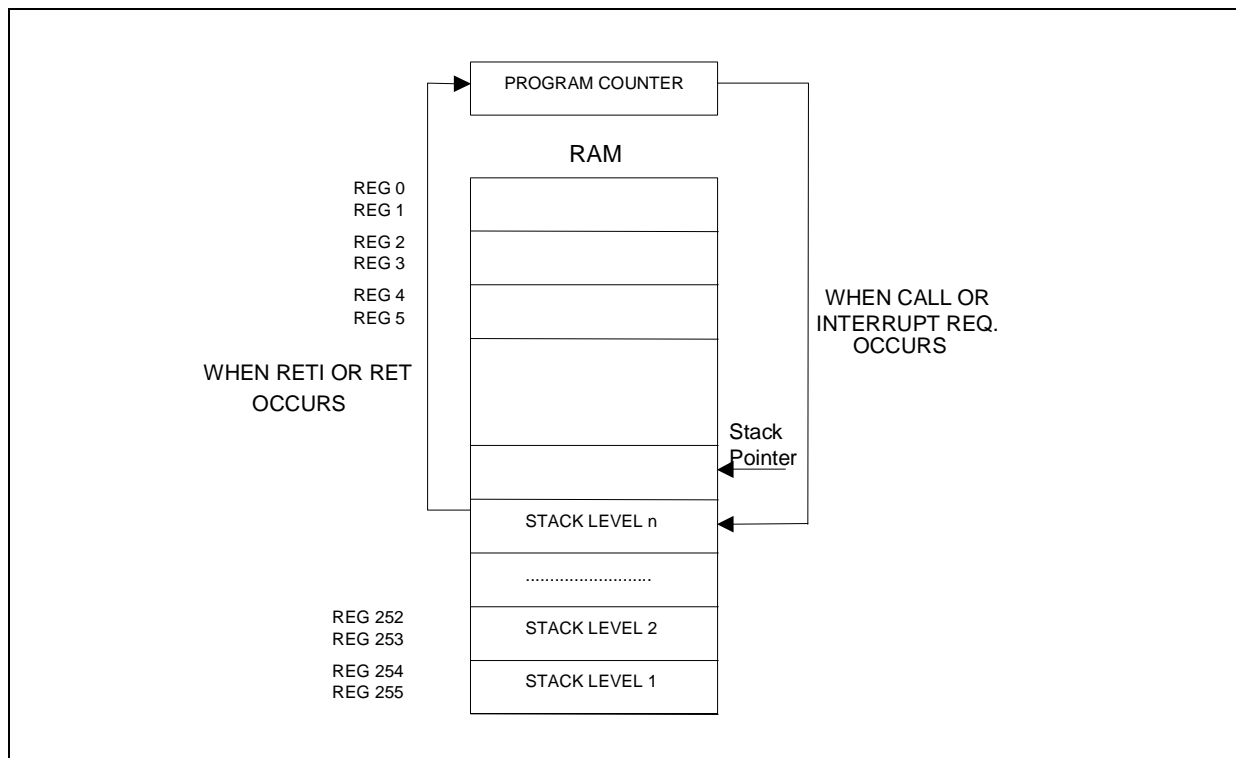 PROGRAM COUNTER
RAM
REG 0
REG 1
REG 2
REG 3
REG 4
REG 5
WHEN CALL OR
INTERRUPT REQ.
OCCURS
WHEN RETI OR RET
OCCURS
Stack
Pointer
STACK LEVEL n
..........................
REG 252
REG 253
STACK LEVEL 2
REG 254
REG 255
STACK LEVEL 1